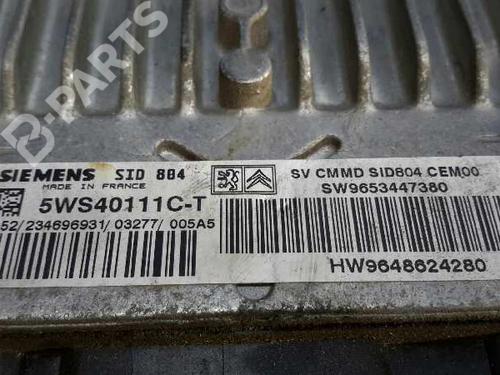 B-PARTS
SIEMENS SID 804
MADE IN FRANCE
5WS40111C-T
52/234696931/03277/005A5
SV CMMD SID804 CEM00
SW9653447380
HW9648624280